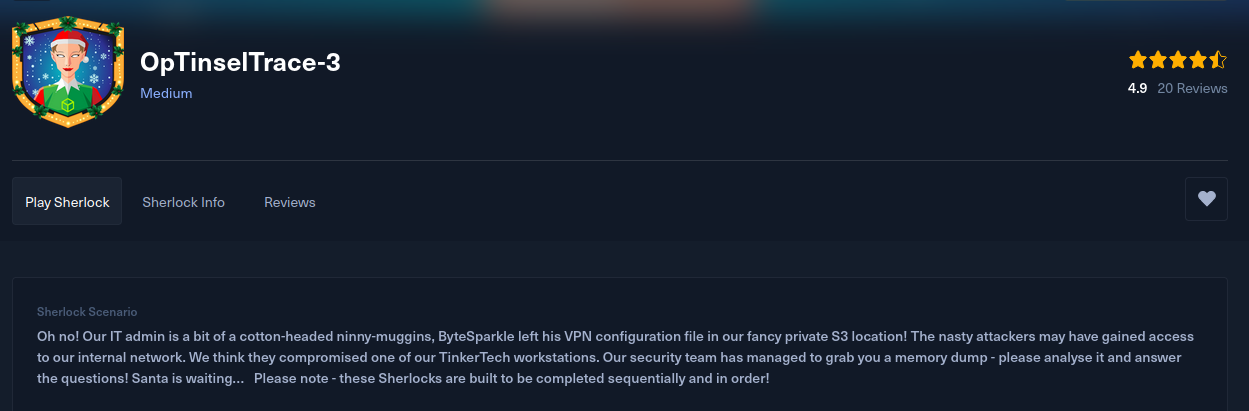 OpTinselTrace-3
Medium
4.9 20 Reviews
Play Sherlock Sherlock Info Reviews
Sherlock Scenario
Oh no! Our IT admin is a bit of a cotton-headed ninny-muggins, ByteSparkle left his VPN configuration file in our fancy private S3 location! The nasty attackers may have gained access
to our internal network. We think they compromised one of our TinkerTech workstations. Our security team has managed to grab you a memory dump - please analyse it and answer
the questions! Santa is waiting... Please note - these Sherlocks are built to be completed sequentially and in order!